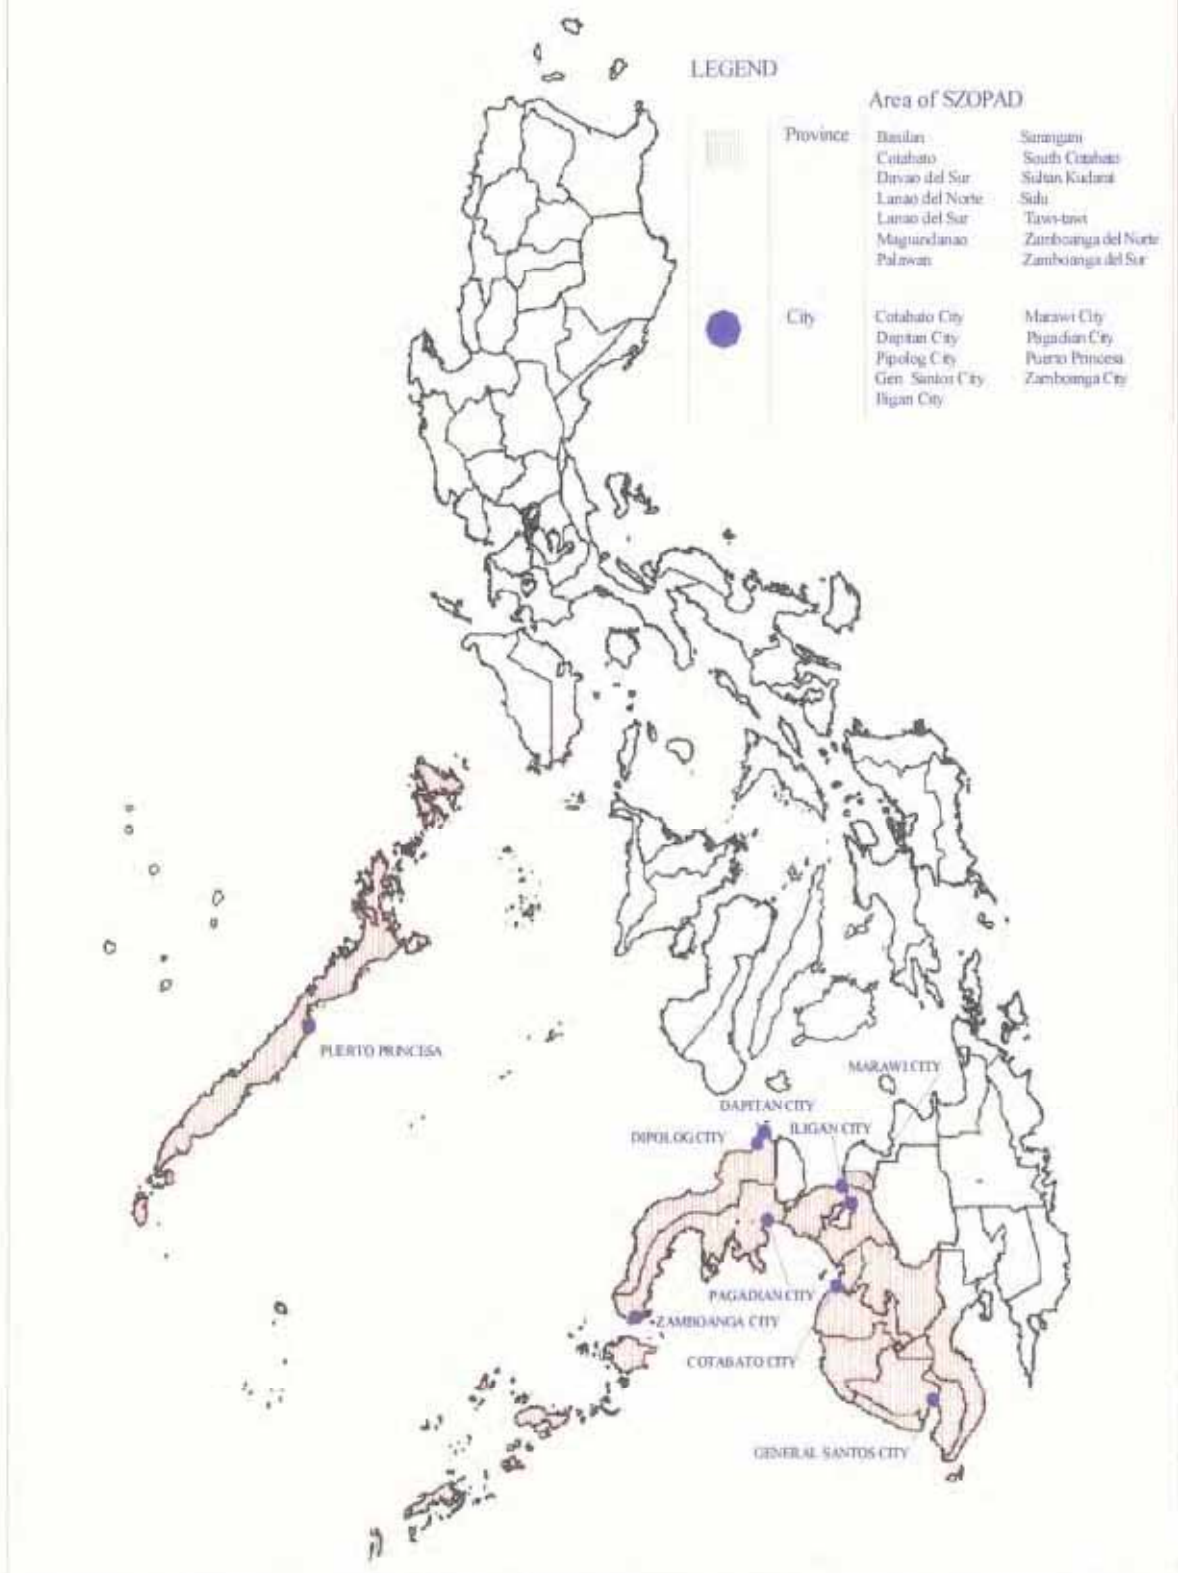 LEGEND
Area of SZOPAD
Province
Basilan
Cotabato
Davao del Sur
Lanao del Norte
Lanao del Sur
Maguindanao
Palawan
Sarangani
South Cotabato
Sultan Kudarat
Sulu
Tawi-tawi
Zamboanga del Norte
Zamboanga del Sur
City
Cotabato City
Dapitan City
Pipolog City
Gen. Santos City
Iligan City
Marawi City
Pagadian City
Puerto Princesa
Zamboanga City
PUERTO PRINCESA
MARAWI CITY
DAPITAN CITY
DIPOLOG CITY
ILIGAN CITY
PAGADIAN CITY
ZAMBOANGA CITY
COTABATO CITY
GENERAL SANTOS CITY